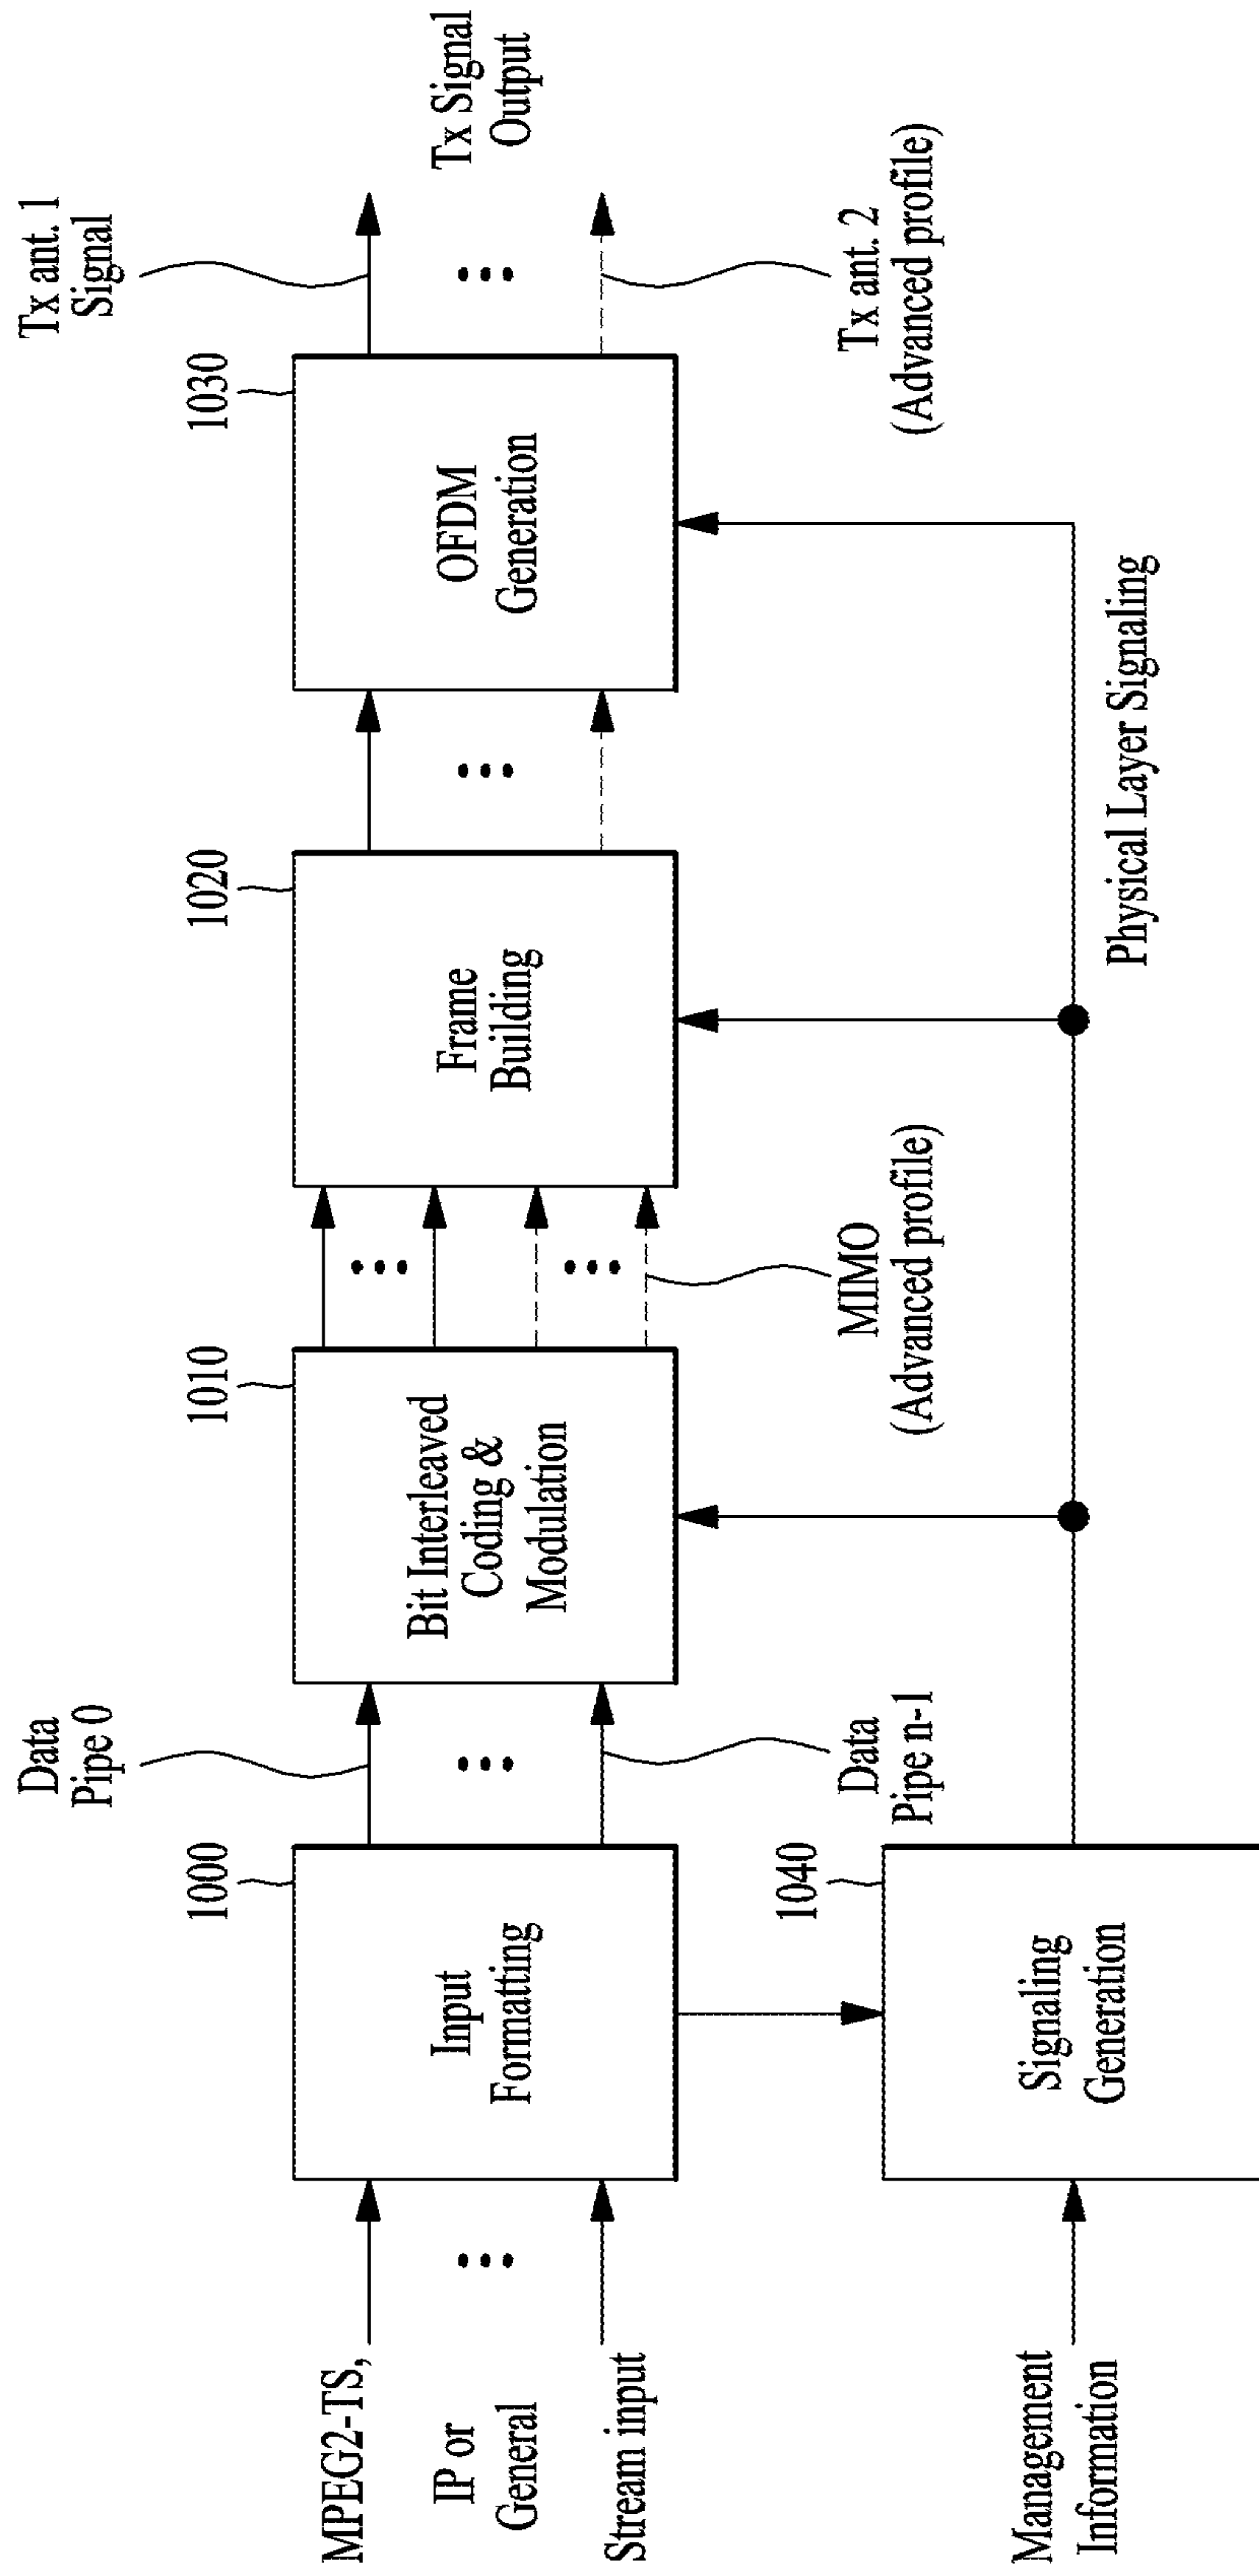 MPEG2-TS,
IP or
General
Stream input
Management
Information
1000
Input
Formatting
1040
Signaling
Generation
Data
Pipe 0
Data
Pipe n-1
1010
Bit Interleaved
Coding &
Modulation
MIMO
(Advanced profile)
1020
Frame
Building
Physical Layer Signaling
1030
OFDM
Generation
Tx ant. 1
Signal
Tx ant. 2
(Advanced profile)
Tx Signal
Output